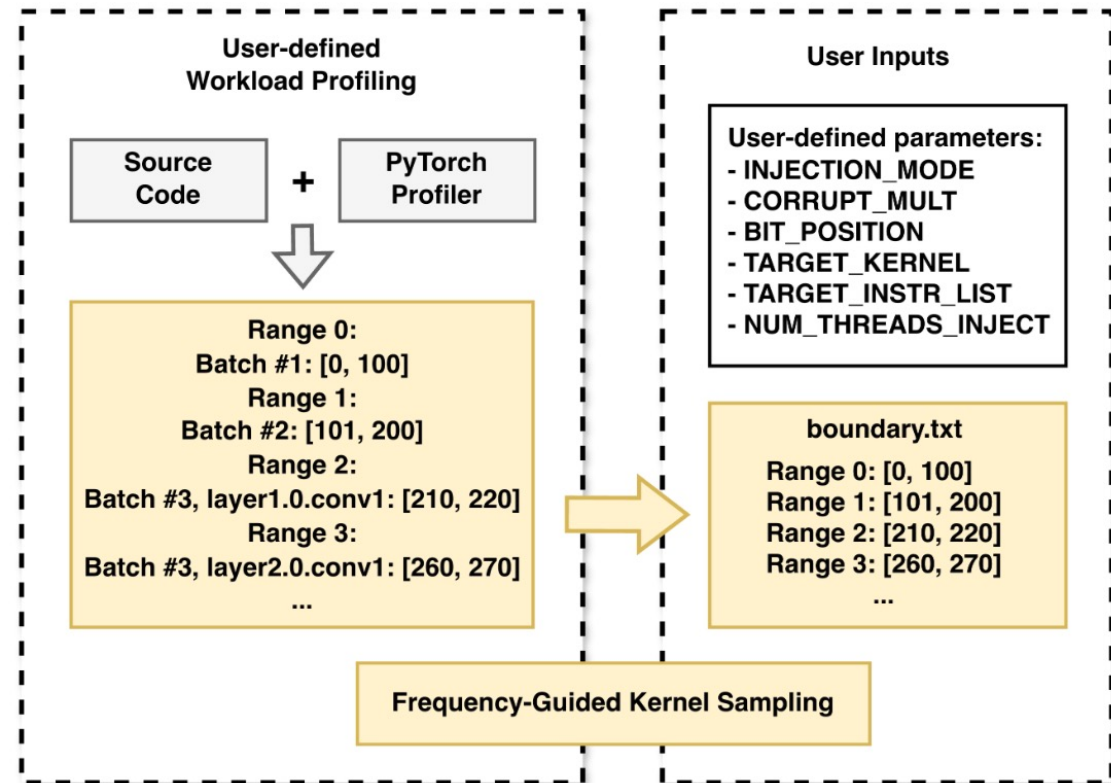 User-defined
Workload Profiling
Source
Code
+
PyTorch
Profiler
Range 0:
Batch #1: [0, 100]
Range 1:
Batch #2: [101, 200]
Range 2:
Batch #3, layer1.0.conv1: [210, 220]
Range 3:
Batch #3, layer2.0.conv1: [260, 270]
...
User Inputs
User-defined parameters:
- INJECTION_MODE
- CORRUPT_MULT
- BIT_POSITION
- TARGET_KERNEL
- TARGET_INSTR_LIST
- NUM_THREADS_INJECT
boundary.txt
Range 0: [0, 100]
Range 1: [101, 200]
Range 2: [210, 220]
Range 3: [260, 270]
...
Frequency-Guided Kernel Sampling